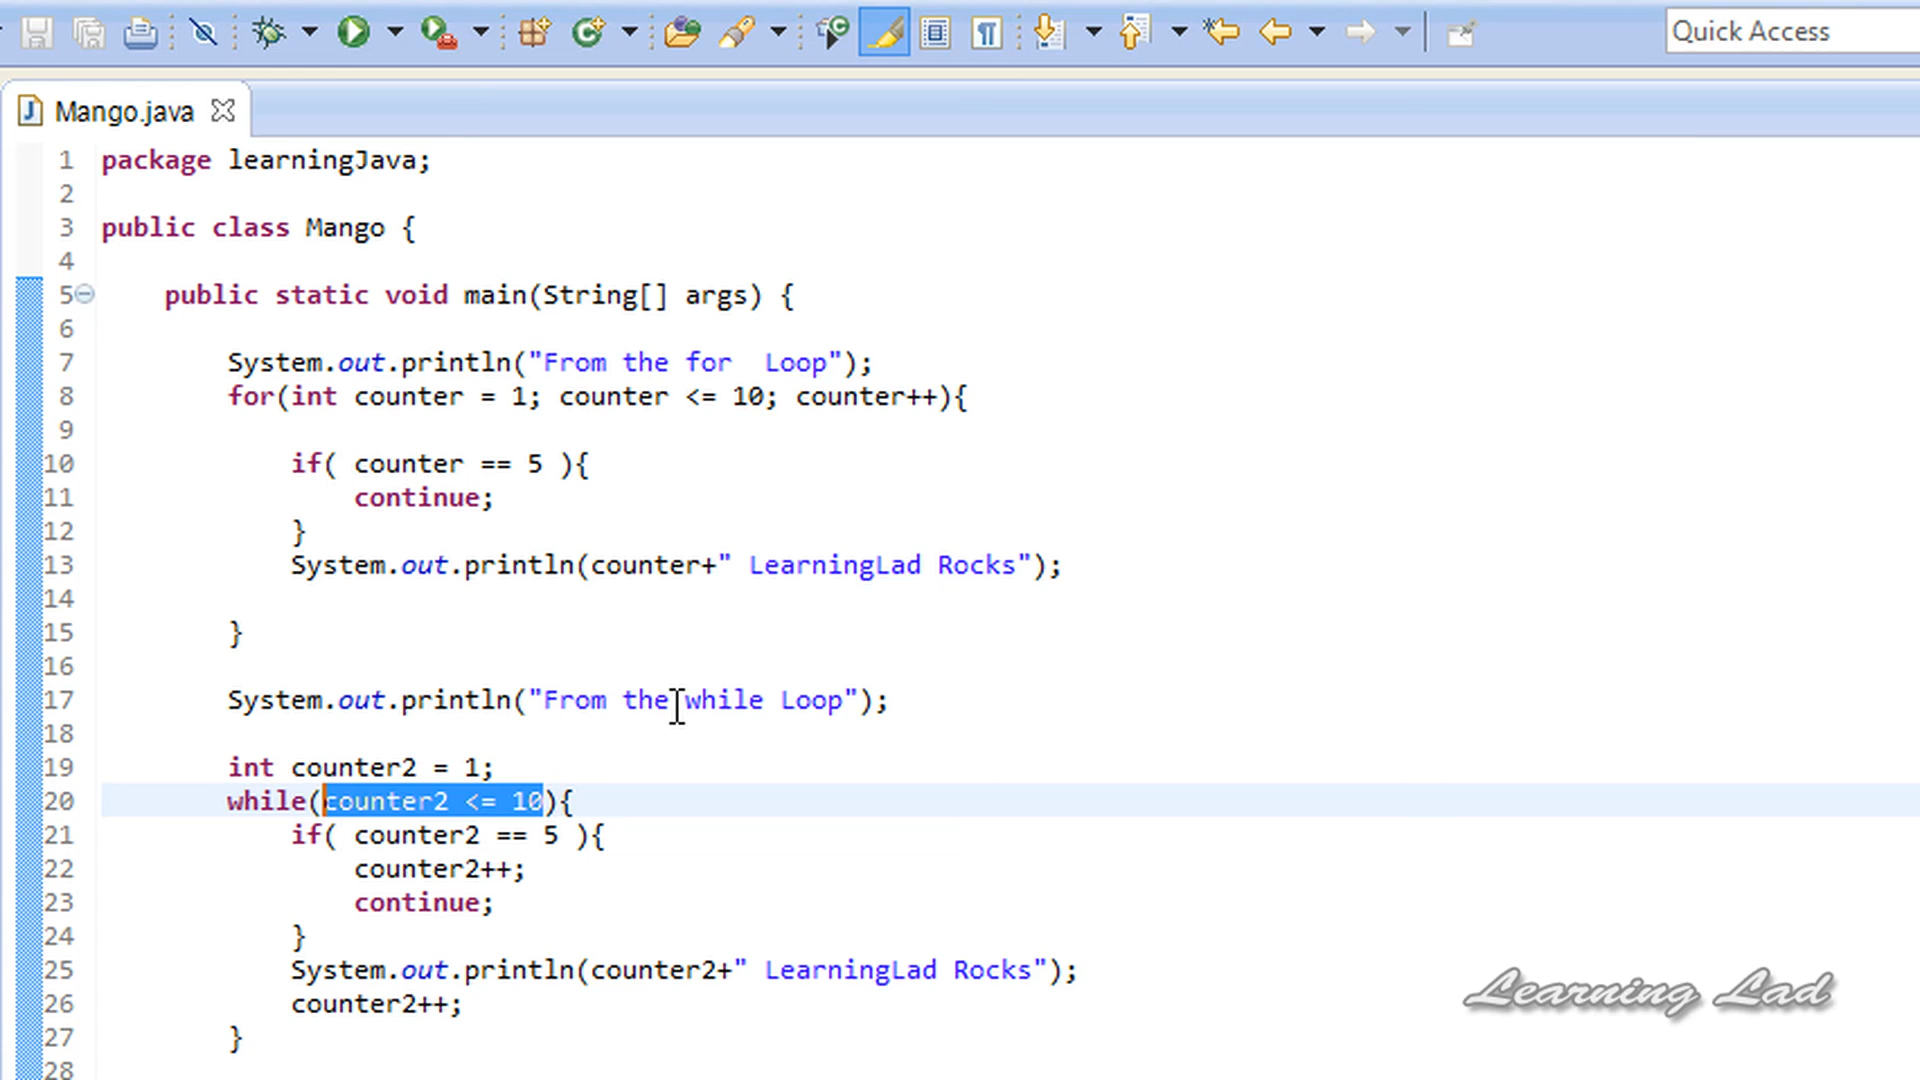 Quick Access
Mango.java
1 package learningJava;
2
3 public class Mango {
4
5 public static void main(String[] args) {
6
7 System.out.println("From the for  Loop");
8 for(int counter = 1; counter <= 10; counter++){
9
10 if( counter == 5 ){
11 continue;
12 }
13 System.out.println(counter+" LearningLad Rocks");
14
15 }
16
17 System.out.println("From the while Loop");
18
19 int counter2 = 1;
20 while(counter2 <= 10){
21 if( counter2 == 5 ){
22 counter2++;
23 continue;
24 }
25 System.out.println(counter2+" LearningLad Rocks");
26 counter2++;
27 }
28
Learning Lad